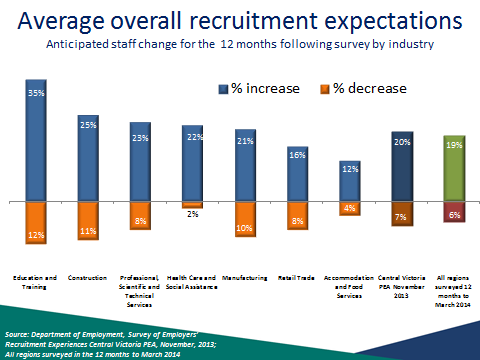 Average overall recruitment expectations
Anticipated staff change for the 12 months following survey by industry
% increase % decrease
35% 25% 23% 22% 21% 16% 12% 20% 19%
12% 11% 8% 2% 10% 8% 4% 7% 6%
Education and
Training
Construction
Professional,
Scientific and
Technical
Services
Health Care and
Social Assistance
Manufacturing
Retail Trade
Accommodation
and Food
Services
Central Victoria
PEA November
2013
All regions
surveyed 12
months to
March 2014
Source: Department of Employment, Survey of Employers'
Recruitment Experiences Central Victoria PEA, November, 2013;
All regions surveyed in the 12 months to March 2014